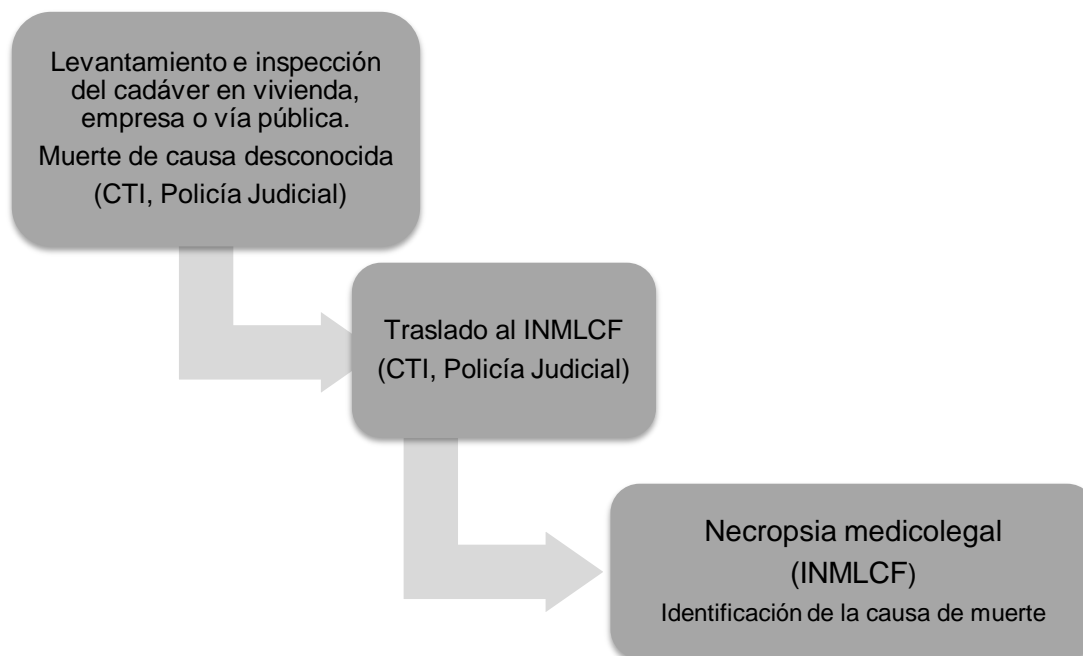 Levantamiento e inspección
del cadáver en vivienda,
empresa o vía pública.
Muerte de causa desconocida
(CTI, Policía Judicial)
Traslado al INMLCF
(CTI, Policía Judicial)
Necropsia medicolegal
(INMLCF)
Identificación de la causa de muerte